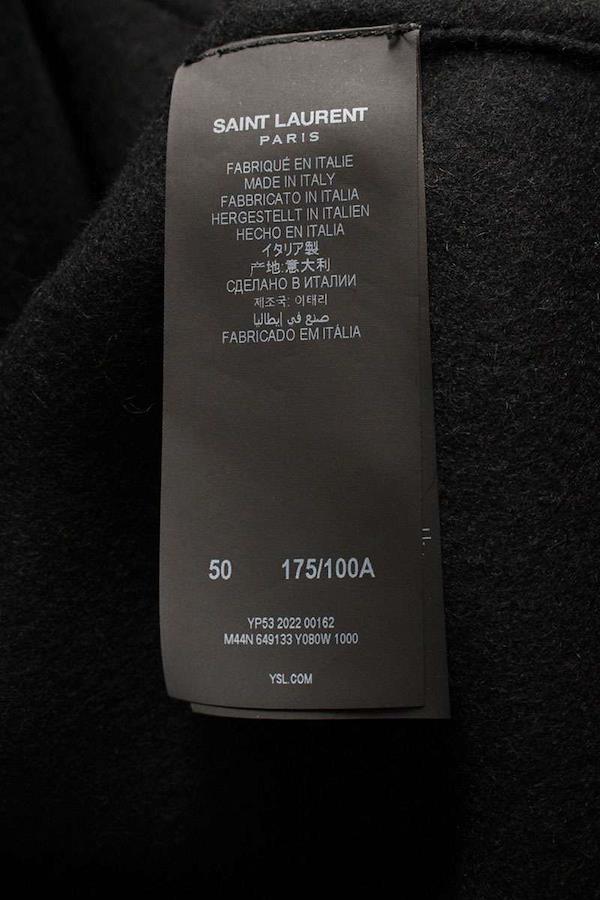 SAINT LAURENT
PARIS
FABRIQUÉ EN ITALIE
MADE IN ITALY
FABBRICATO IN ITALIA
HERGESTELLT IN ITALIEN
HECHO EN ITALIA
イタリア製
产地:意大利
СДЕЛАНО В ИТАЛИИ
제조국: 이태리
صنع في إيطاليا
FABRICADO EM ITÁLIA
50 175/100A
YP53 2022 00162
M44N 649133 Y080W 1000
YSL.COM